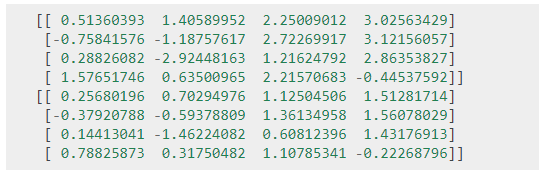 [[ 0.51360393  1.40589952  2.25009012  3.02563429]
 [-0.75841576 -1.18757617  2.72269917  3.12156057]
 [ 0.28826082 -2.92448163  1.21624792  2.86353827]
 [ 1.57651746  0.63500965  2.21570683 -0.44537592]]
[[ 0.25680196  0.70294976  1.12504506  1.51281714]
 [-0.37920788 -0.59378809  1.36134958  1.56078029]
 [ 0.14413041 -1.46224082  0.60812396  1.43176913]
 [ 0.78825873  0.31750482  1.10785341 -0.22268796]]